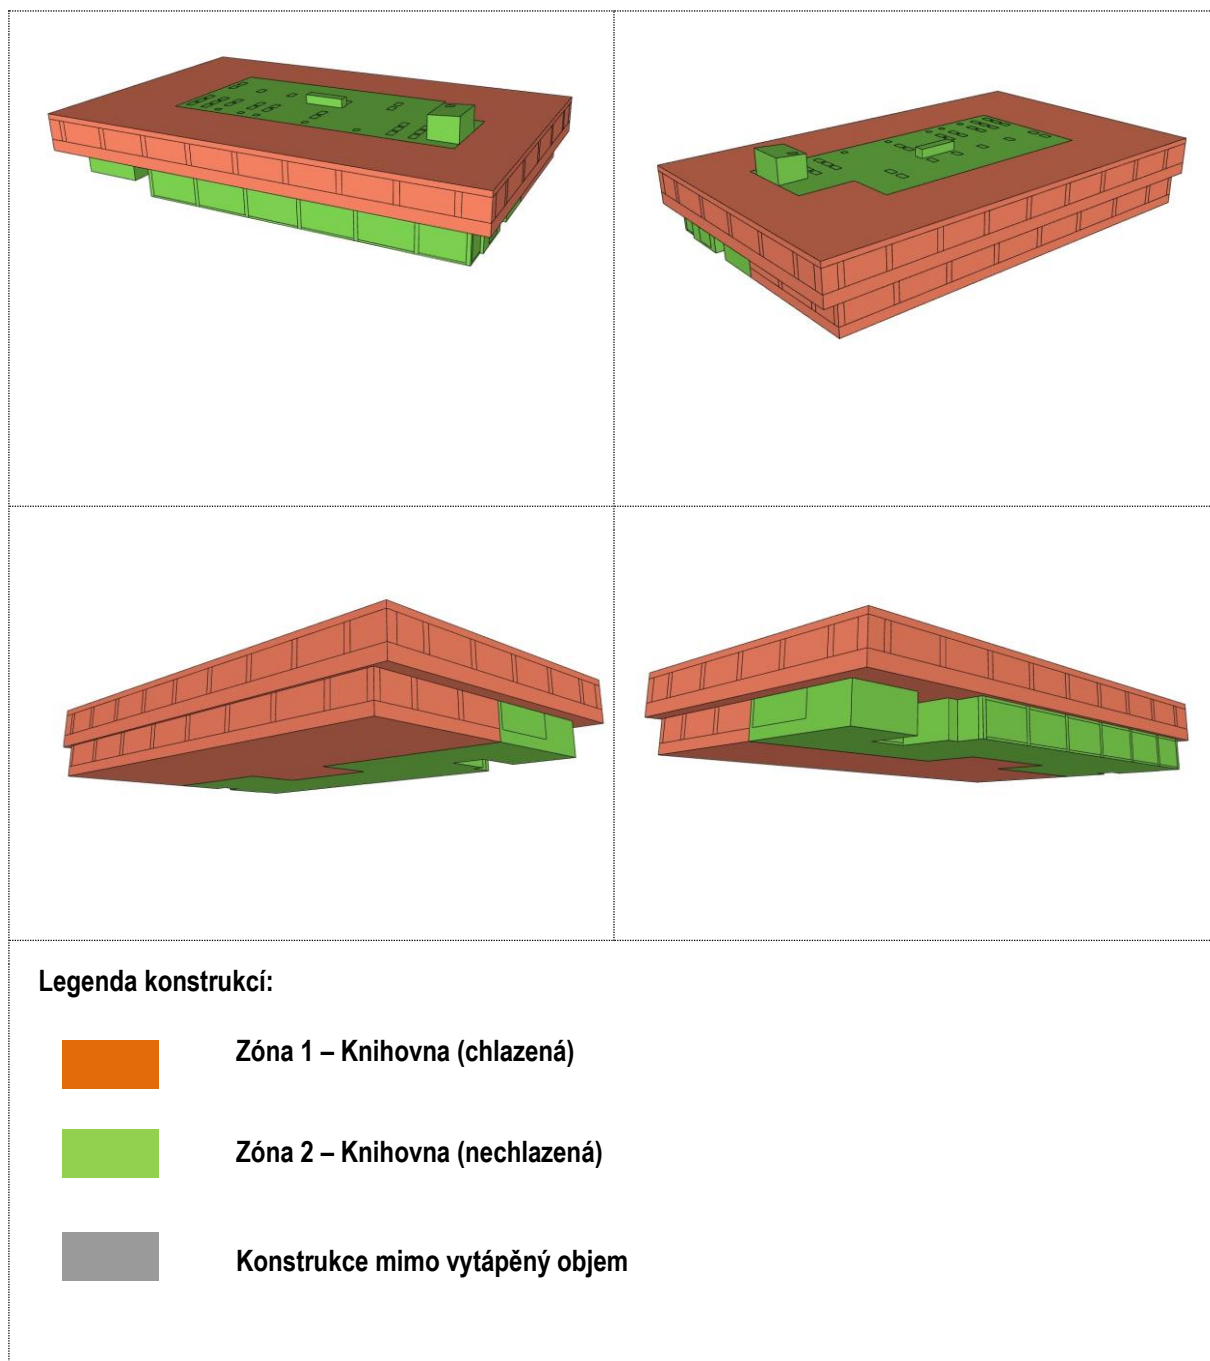 Legenda konstrukcí:
Zóna 1 – Knihovna (chlazená)
Zóna 2 – Knihovna (nechlazená)
Konstrukce mimo vytápěný objem